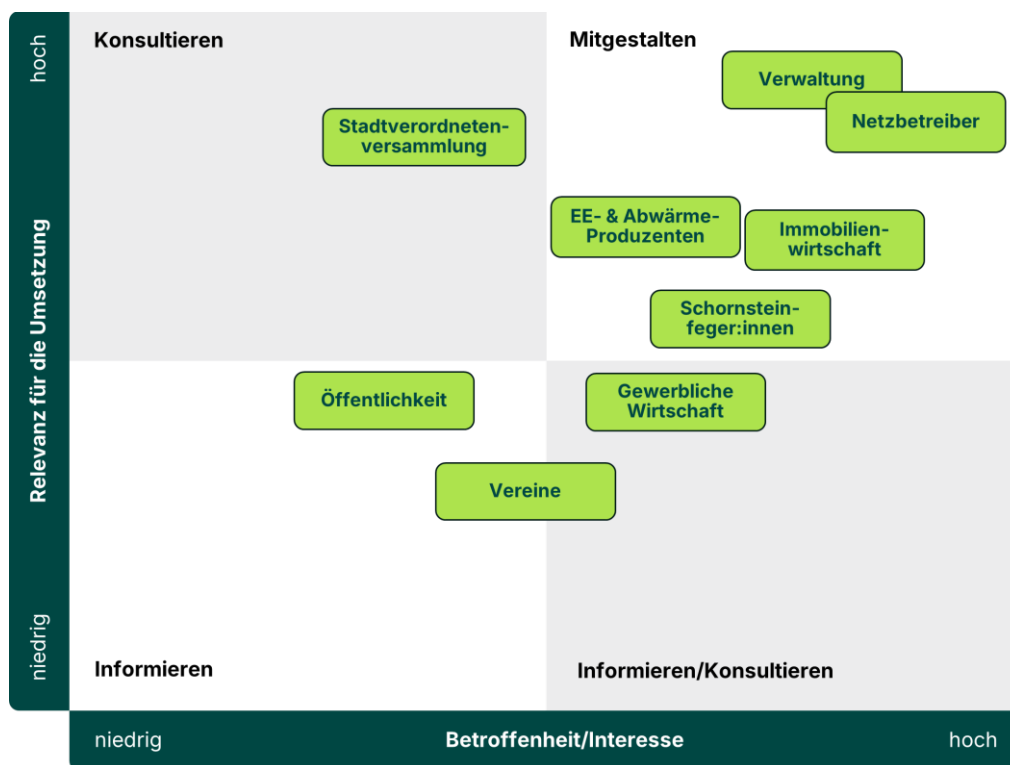 hoch
Relevanz für die Umsetzung
niedrig
Konsultieren
Mitgestalten
Verwaltung
Netzbetreiber
Stadtverordneten-
versammlung
EE- & Abwärme-
Produzenten
Immobilien-
wirtschaft
Schornstein-
feger:innen
Öffentlichkeit
Gewerbliche
Wirtschaft
Vereine
Informieren
Informieren/Konsultieren
niedrig
Betroffenheit/Interesse
hoch